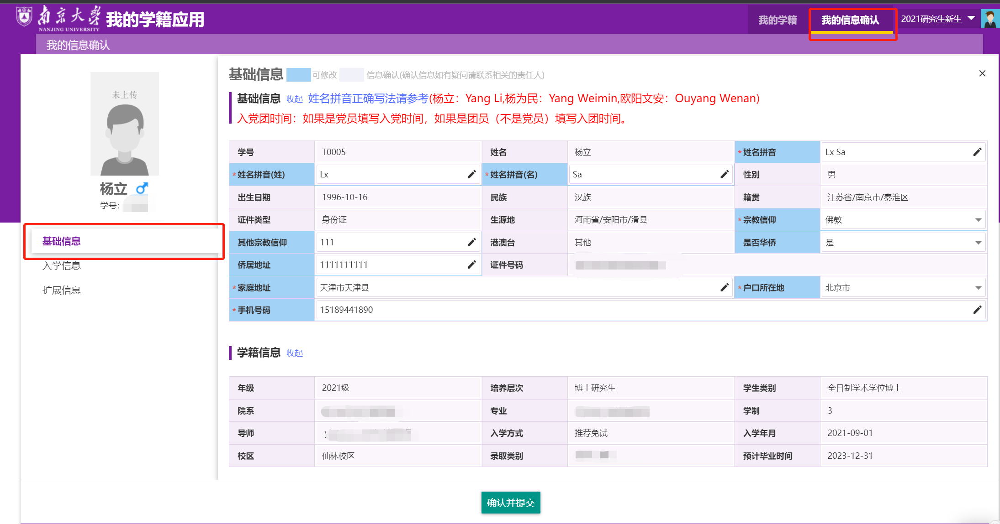 南京大学
NANJING UNIVERSITY
我的学籍应用
我的学籍
我的信息确认
2021研究生新生
我的信息确认
未上传
杨立
学号：
基础信息
入学信息
扩展信息
基础信息 可修改 信息确认(确认信息如有疑问请联系相关的责任人)
基础信息 收起 姓名拼音正确写法请参考(杨立：Yang Li,杨为民：Yang Weimin,欧阳文安：Ouyang Wenan)
入党团时间：如果是党员填写入党时间，如果是团员（不是党员）填写入团时间。
学号 T0005 姓名 杨立 *姓名拼音 Lx Sa
*姓名拼音(姓) Lx *姓名拼音(名) Sa 性别 男
出生日期 1996-10-16 民族 汉族 籍贯 江苏省/南京市/秦淮区
证件类型 身份证 生源地 河南省/安阳市/滑县 *宗教信仰 佛教
其他宗教信仰 111 港澳台 其他 是否华侨 是
侨居地址 1111111111 证件号码
*家庭地址 天津市天津县 *户口所在地 北京市
*手机号码 15189441890
学籍信息 收起
年级 2021级 培养层次 博士研究生 学生类别 全日制学术学位博士
院系 专业 学制 3
导师 入学方式 推荐免试 入学年月 2021-09-01
校区 仙林校区 录取类别 预计毕业时间 2023-12-31
确认并提交